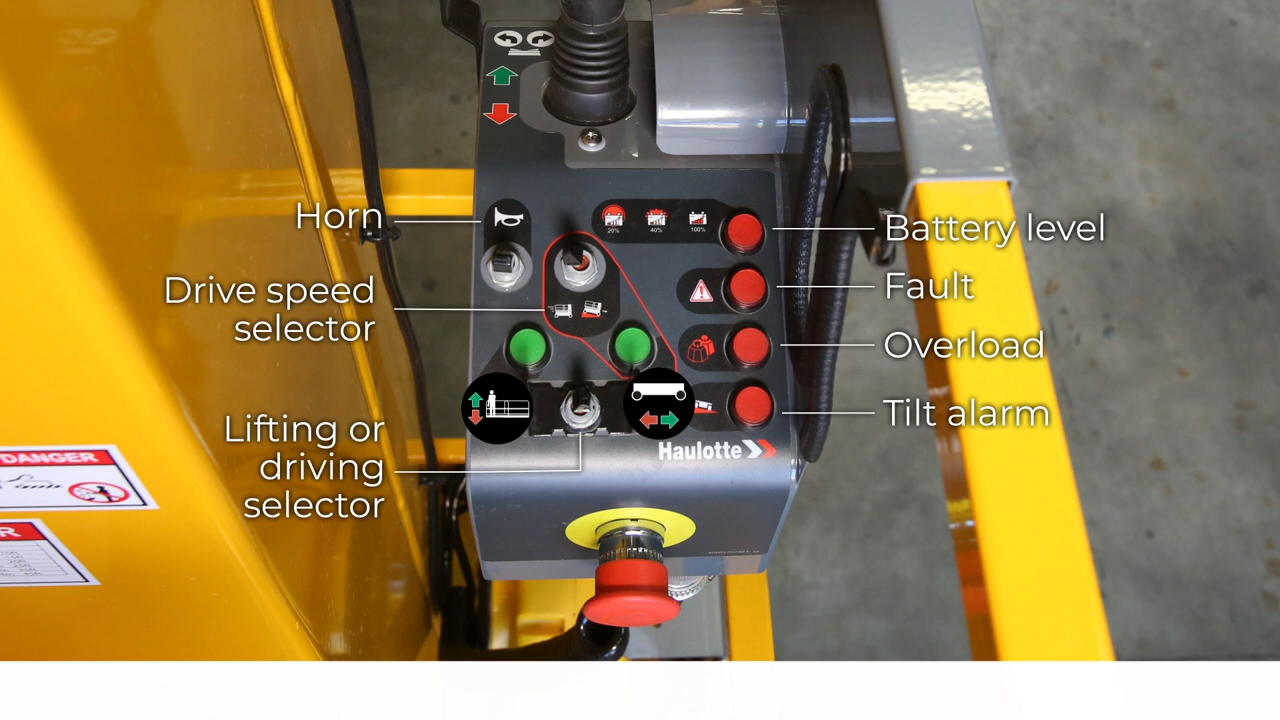 Horn
Drive speed
selector
Lifting or
driving
selector
20%
40%
100%
Battery level
Fault
Overload
Tilt alarm
Haulotte
DANGER
R